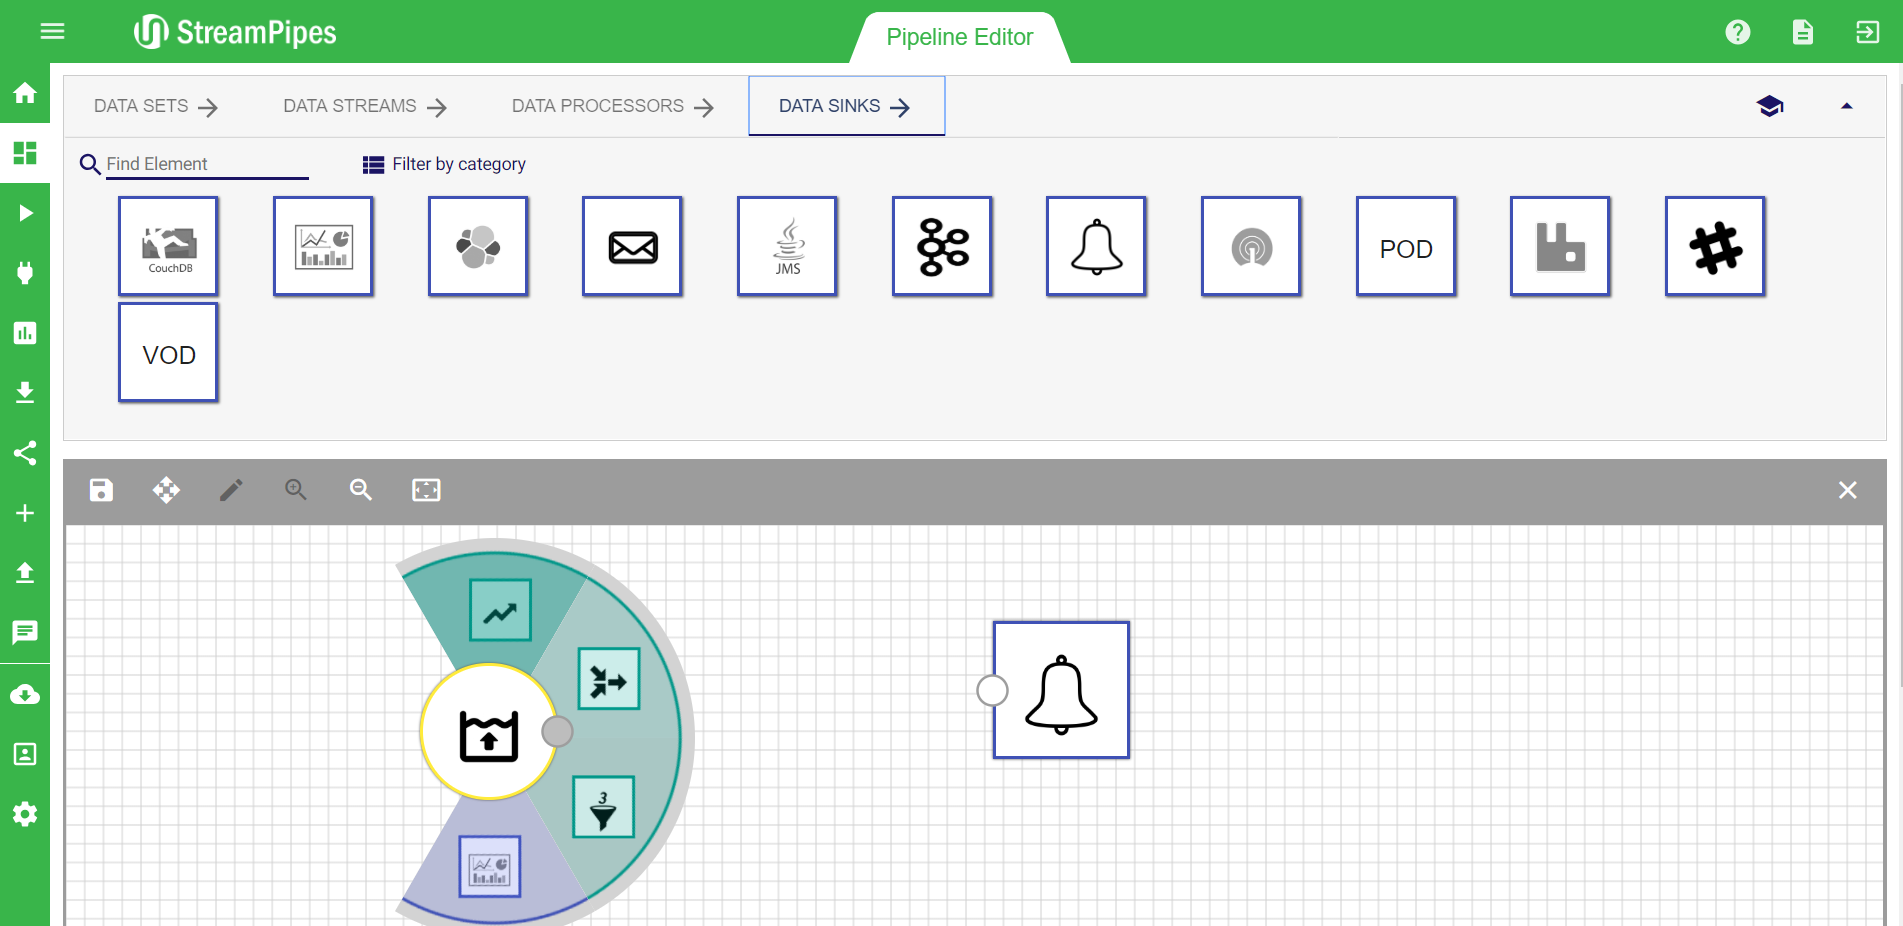 StreamPipes
Pipeline Editor
DATA SETS
DATA STREAMS
DATA PROCESSORS
DATA SINKS
Find Element
Filter by category
CouchDB
JMS
POD
VOD
3